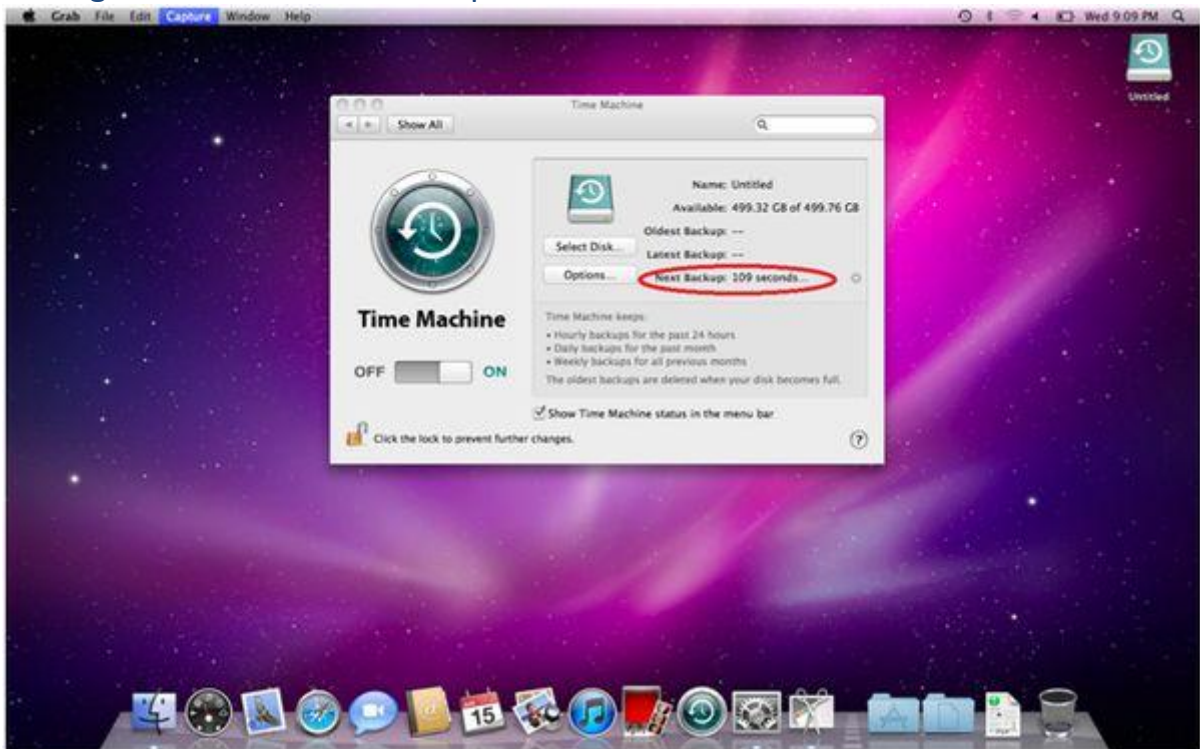 Grab File Edit Capture Window Help Wed 9:09 PM
Untitled
Time Machine
Show All
Name: Untitled
Available: 499.32 GB of 499.76 GB
Oldest Backup: --
Select Disk...
Latest Backup: --
Options... Next Backup: 109 seconds...
Time Machine
Time Machine keeps:
• Hourly backups for the past 24 hours
• Daily backups for the past month
• Weekly backups for all previous months
The oldest backups are deleted when your disk becomes full.
OFF ON
Show Time Machine status in the menu bar
Click the lock to prevent further changes.
?
15